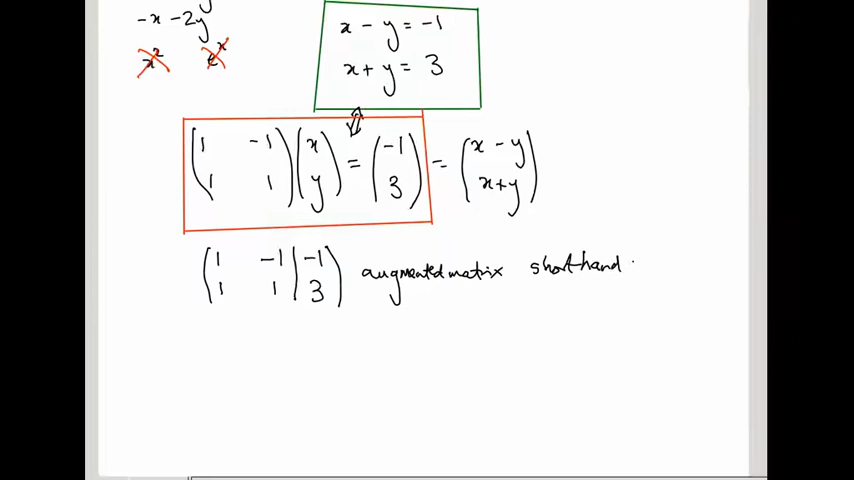 -x -2y
x² eˣ
x - y = -1
x + y = 3
(1 -1) (x) = (-1) = (x - y)
(1 1) (y) (3) (x+y)
(1 -1 | -1) augmented matrix shorthand
(1 1 | 3)